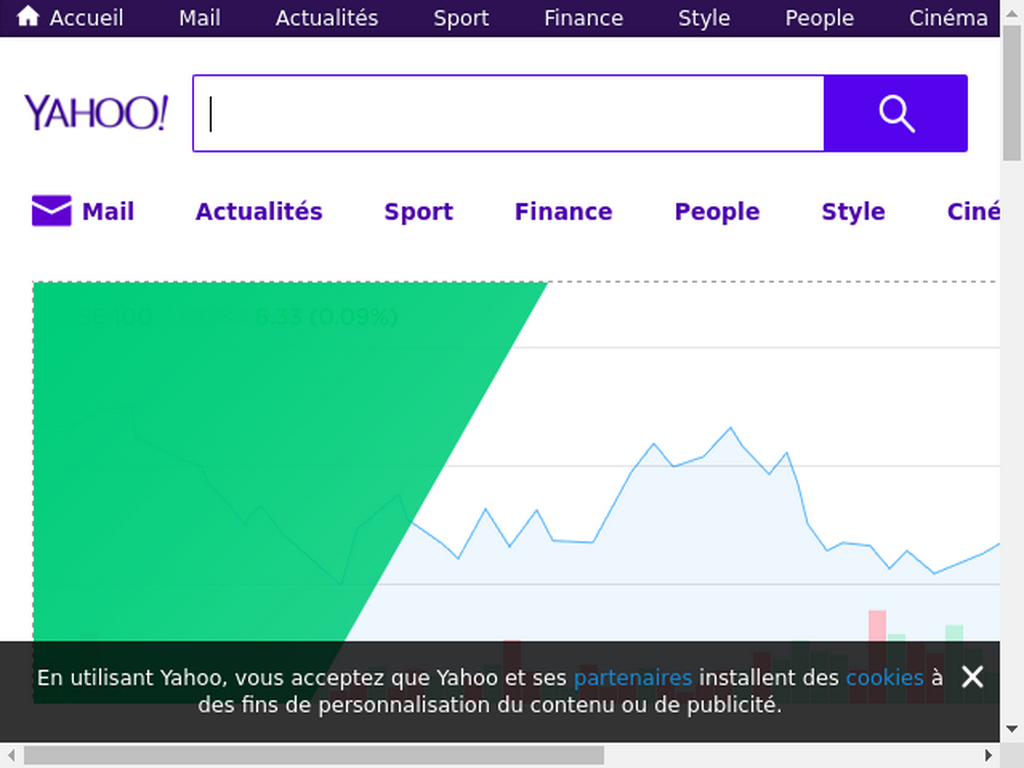 Accueil Mail Actualités Sport Finance Style People Cinéma
YAHOO!
Mail Actualités Sport Finance People Style Ciné
6.33 (0.09%)
En utilisant Yahoo, vous acceptez que Yahoo et ses partenaires installent des cookies à
des fins de personnalisation du contenu ou de publicité.